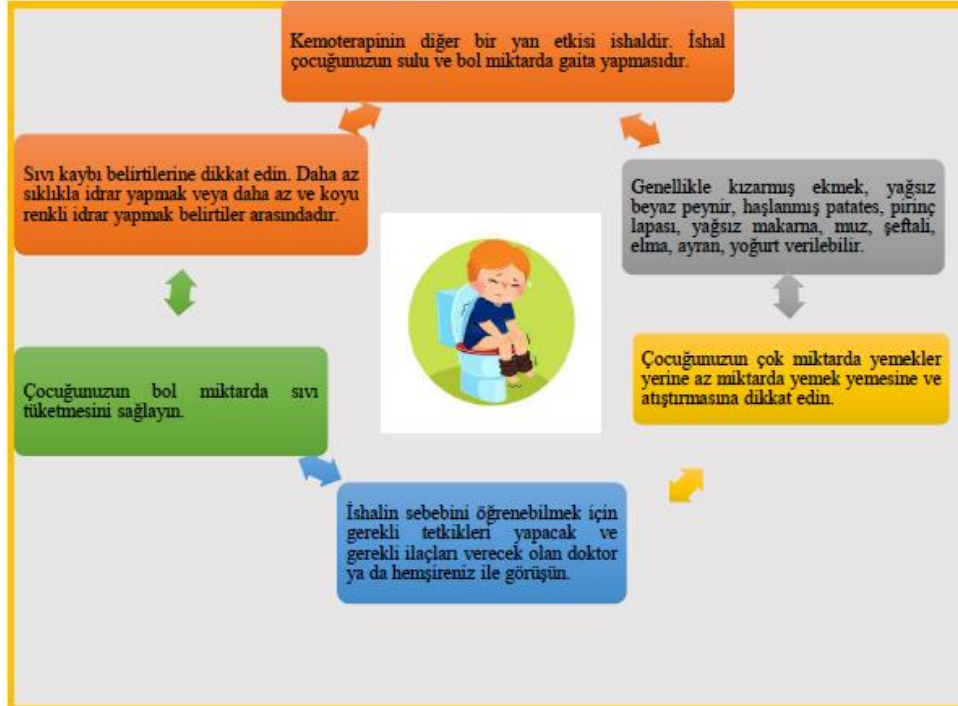 Kemoterapinin diğer bir yan etkisi ishaldir. İshal
çocuğunuzun sulu ve bol miktarda gaita yapmasıdır.
Sıvı kaybı belirtilerine dikkat edin. Daha az
sıklıkla idrar yapmak veya daha az ve koyu
renkli idrar yapmak belirtiler arasındadır.
Genellikle kızarmış ekmek, yağsız
beyaz peynir, haşlanmış patates, pirinç
lapası, yağsız makarna, muz, şeftali,
elma, ayran, yoğurt verilebilir.
Çocuğunuzun bol miktarda sıvı
tüketmesini sağlayın.
Çocuğunuzun çok miktarda yemekler
yerine az miktarda yemek yemesine ve
atıştırmasına dikkat edin.
İshalin sebebini öğrenebilmek için
gerekli tetkikleri yapacak ve
gerekli ilaçları verecek olan doktor
ya da hemşireniz ile görüşün.